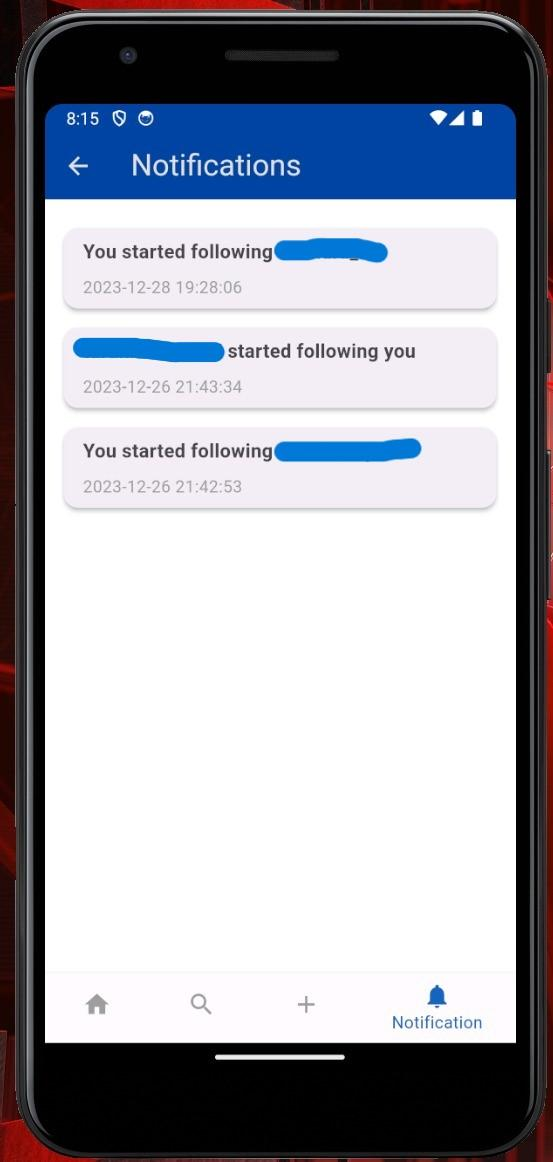 8:15
Notifications
You started following
2023-12-28 19:28:06
started following you
2023-12-26 21:43:34
You started following
2023-12-26 21:42:53
Notification